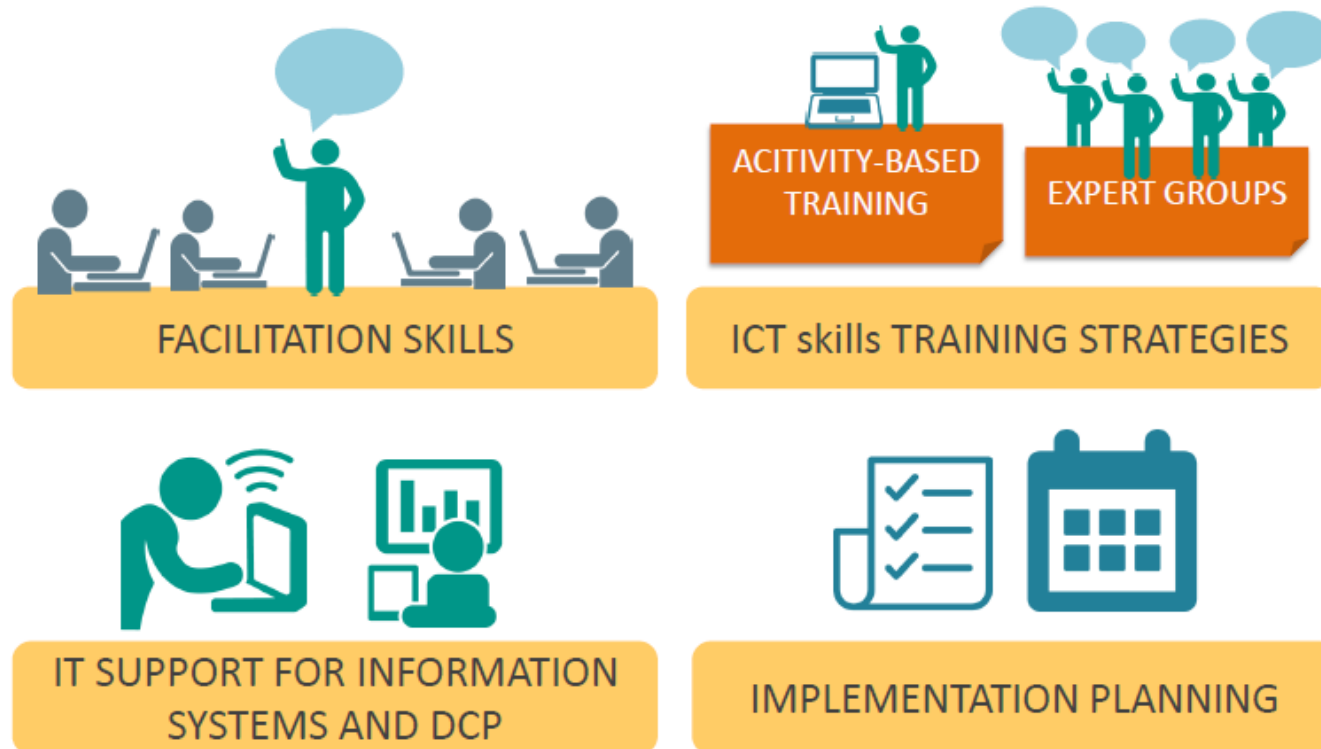 ACITIVITY-BASED
TRAINING
EXPERT GROUPS
FACILITATION SKILLS
ICT skills TRAINING STRATEGIES
IT SUPPORT FOR INFORMATION
SYSTEMS AND DCP
IMPLEMENTATION PLANNING